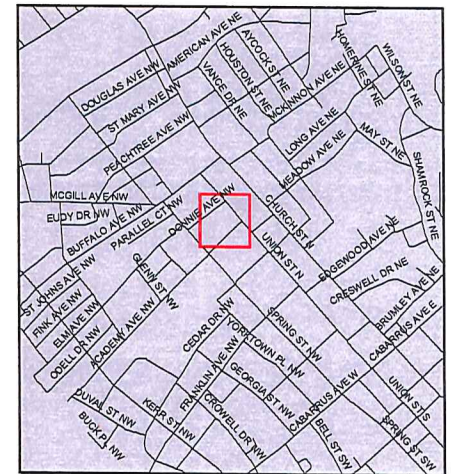 AMERICAN AVE NE
AYCOCK ST NE
HOUSTON ST NE
VANCE DR NE
HOMERINE ST NE
WILSON ST NE
DOUGLAS AVE NW
ST MARY AVE NW
PEACHTREE AVE NW
MCKINNON AVE NE
LONG AVE NE
MEADOW AVE NE
MAY ST NE
SHAMROCK ST NE
MCGILL AVE NW
EUDY DR NW
BUFFALO AVE NW
PARALLEL CT NW
DONNIE AVE NW
CHURCH ST N
UNION ST N
GLENN ST NW
EDGEWOOD AVE NE
CRESWELL DR NE
BRUMLEY AVE NE
CABARRUS AVE E
ST JOHNS AVE NW
FINK AVE NW
ELM AVE NW
ODELL DR NW
ACADEMY AVE NW
CEDAR DR NW
YORKTOWN PL NW
SPRING ST NW
FRANKLIN AVE NW
GEORGIA ST NW
CROWELL DR NW
CABARRUS AVE W
DUVAL ST NW
BUCK PL NW
KERR ST NW
BELL ST SW
UNION ST S
SPRING ST SW